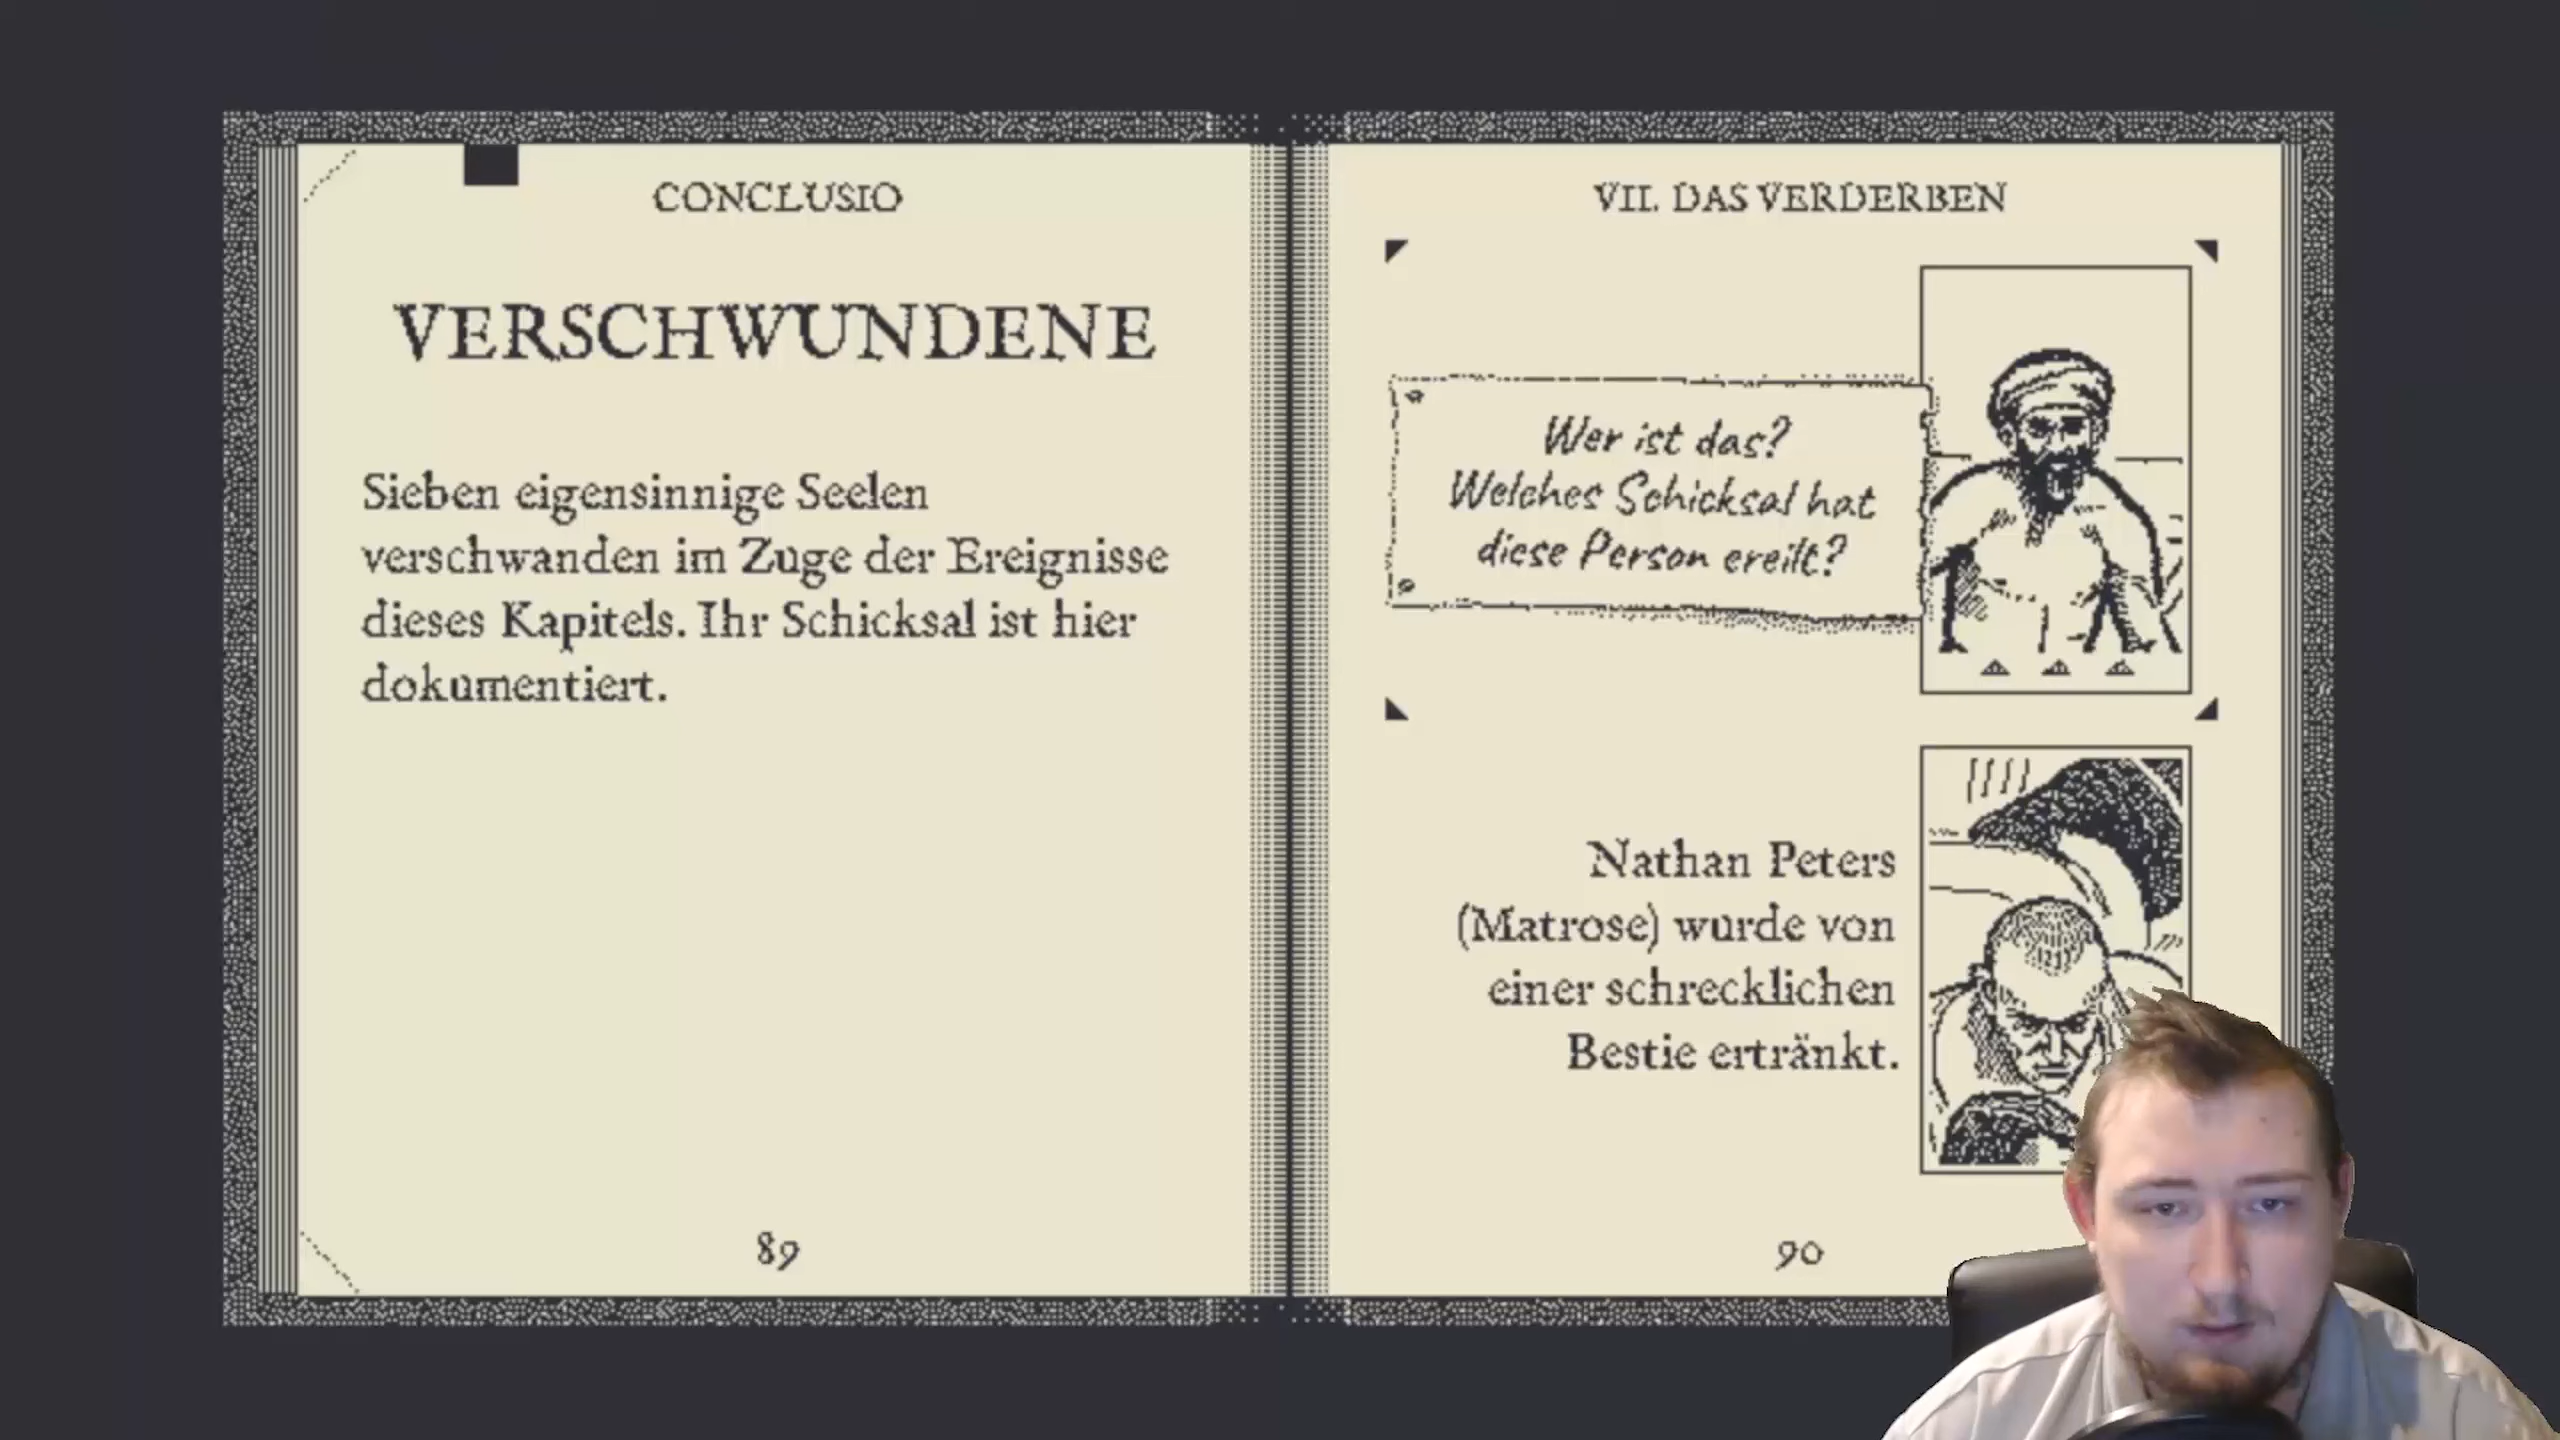 CONCLUSIO
VERSCHWUNDENE
Sieben eigensinnige Seelen
verschwanden im Zuge der Ereignisse
dieses Kapitels. Ihr Schicksal ist hier
dokumentiert.
89
VII. DAS VERDERBEN
Wer ist das?
Welches Schicksal hat
diese Person ereilt?
Nathan Peters
(Matrose) wurde von
einer schrecklichen
Bestie ertränkt.
90